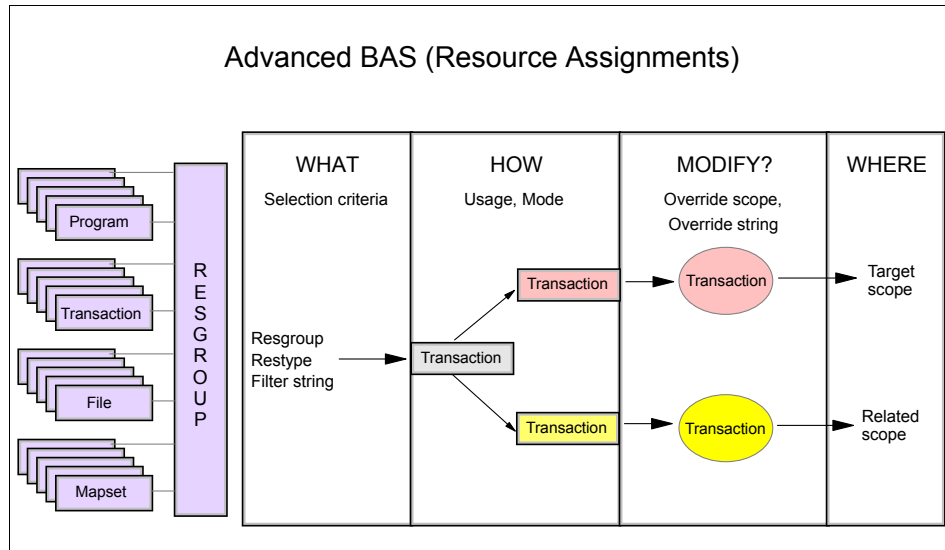 Advanced BAS (Resource Assignments)
WHAT
Selection criteria
HOW
Usage, Mode
MODIFY?
Override scope,
Override string
WHERE
Program
Transaction
File
Mapset
RESGROUP
Resgroup
Restype
Filter string
Transaction
Transaction
Transaction
Target
scope
Transaction
Transaction
Related
scope